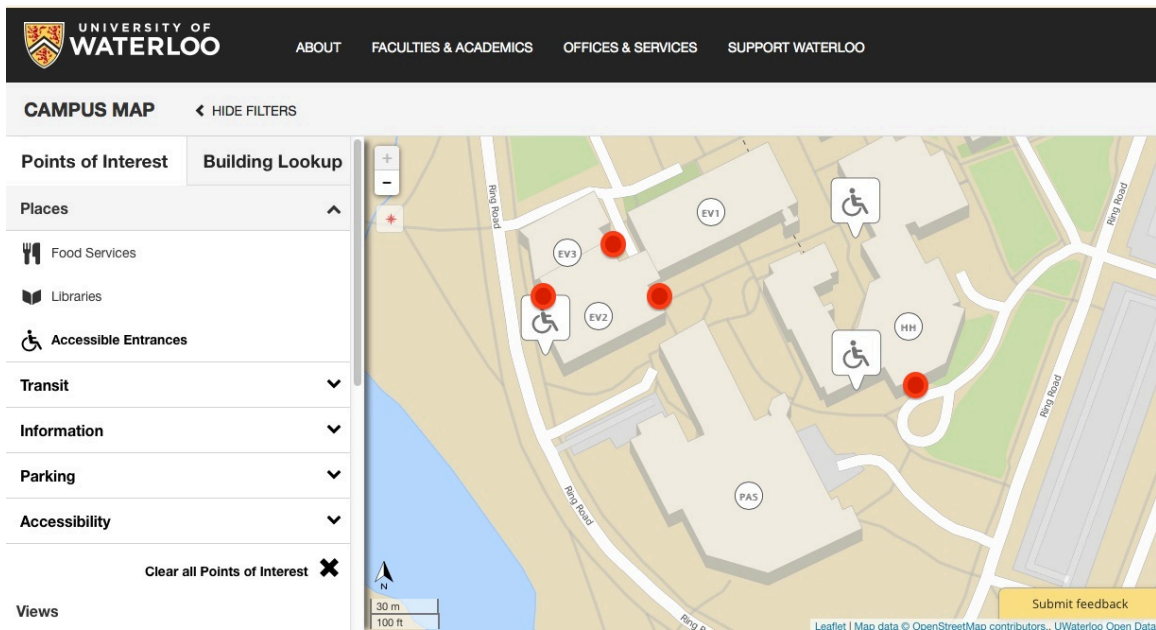 UNIVERSITY OF
WATERLOO
ABOUT
FACULTIES & ACADEMICS
OFFICES & SERVICES
SUPPORT WATERLOO
CAMPUS MAP
HIDE FILTERS
Points of Interest
Building Lookup
Places
Food Services
Libraries
Accessible Entrances
Transit
Information
Parking
Accessibility
Clear all Points of Interest
Views
+
-
Ring Road
EV1
EV3
EV2
HH
Ring Road
Ring Road
PAS
Ring Road
Ring R
N
30 m
100 ft
Submit feedback
Leaflet | Map data © OpenStreetMap contributors., UWaterloo Open Data